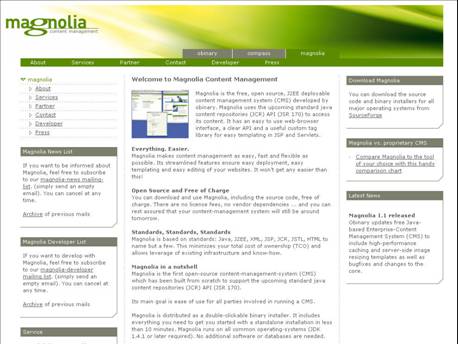 magnolia
content management
obinary compass magnolia
About Services Partner Contact Developer Press
magnolia
About
Services
Partner
Contact
Developer
Press
Magnolia News List
If you want to be informed about
Magnolia, feel free to subscribe
to our magnolia-news mailing-
list. (simply send an empty
email). You can cancel at any
time.
Archive of previous mails
Magnolia Developer List
If you want to develop with
Magnolia, feel free to subscribe
to our magnolia-developer
mailing list. (simply send an
empty email). You can cancel at
any time.
Archive of previous mails
Service
Welcome to Magnolia Content Management
Magnolia is the free, open source, J2EE deployable
content management system (CMS) developed by
obinary. Magnolia uses the upcoming standard java
content repositories (JCR) API (JSR 170) to access
its content. It has an easy to use web-browser
interface, a clear API and a useful custom tag
library for easy templating in JSP and Servlets.
Everything. Easier.
Magnolia makes content management as easy, fast and flexible as
possible. Its streamlined features ensure easy deployment, easy
templating and easy editing of your websites. It won't get any easier than
this!
Open Source and Free of Charge
You can download and use Magnolia, including the source code, free of
charge. There are no license fees, no vendor dependencies ... and you can
rest assured that your content-management system will still be around
tomorrow.
Standards, Standards, Standards
Magnolia is based on standards: Java, J2EE, XML, JSP, JCR, JSTL, HTML to
name but a few. This minimizes your total cost of ownership (TCO) and
allows leverage of existing infrastructure and know-how.
Magnolia in a nutshell
Magnolia is the first open-source content-management-system (CMS)
which has been built from scratch to support the upcoming standard java
content repositories (JCR) API (JSR 170).
Its main goal is ease of use for all parties involved in running a CMS.
Magnolia is distributed as a double-clickable binary installer. It includes
everything you need to get you started with a standalone installation in less
than 10 minutes. Magnolia runs on all common operating-systems (JDK
1.4.1 or later required). No additional software or databases are needed.
Download Magnolia
You can download the source
code and binary installers for all
major operating systems from
SourceForge
Magnolia vs. proprietary CMS
Compare Magnolia to the tool
of your choice with this handy
comparison chart
Latest News
Magnolia 1.1 released
Obinary updates free Java-
based Enterprise-Content
Management System (CMS) to
include high-performance
caching and server-side image
resizing templates as well as
bugfixes and changes to the
core.